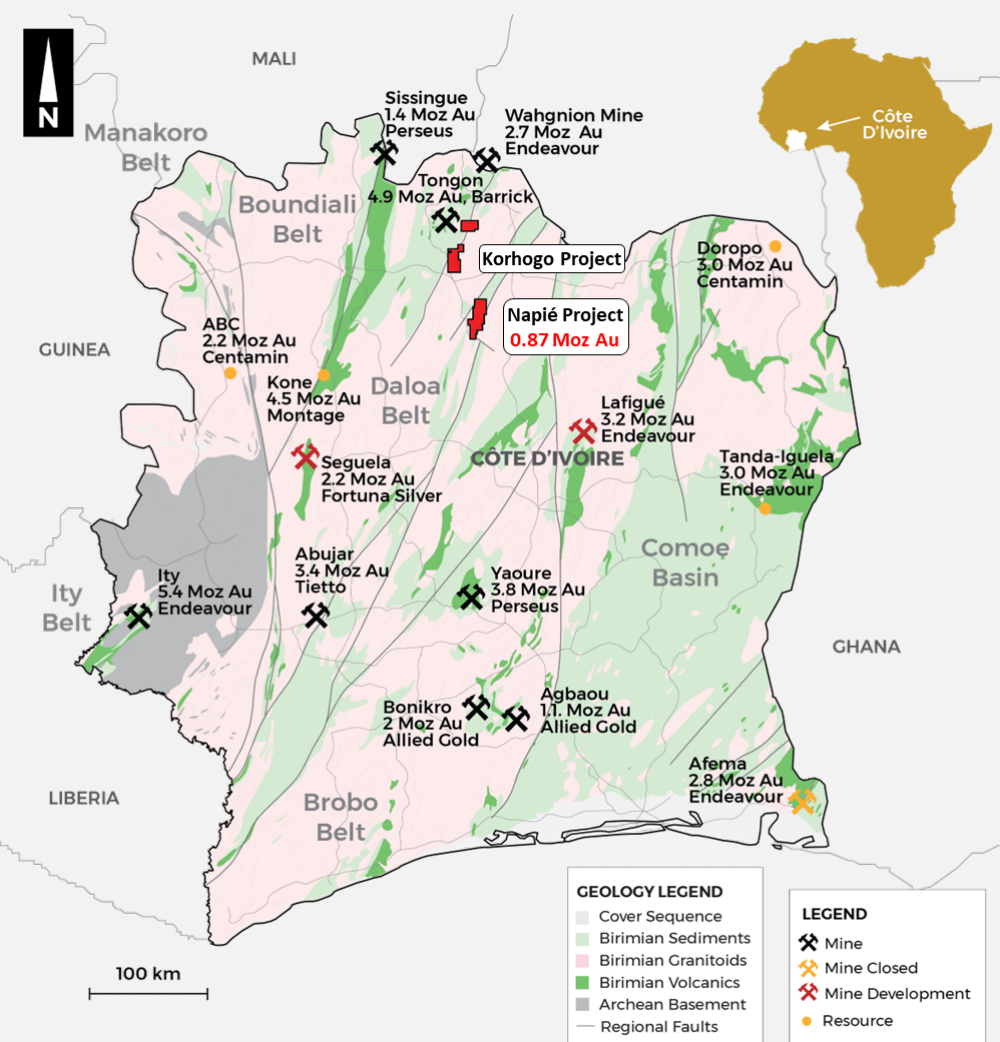 N
MALI
Manakoro
Belt
Sissingue
1.4 Moz Au
Perseus
Wahgnion Mine
2.7 Moz Au
Endeavour
Côte
D'Ivoire
Tongon
4.9 Moz Au, Barrick
Boundiali
Belt
Korhogo Project
Doropo
3.0 Moz Au
Centamin
Napié Project
0.87 Moz Au
GUINEA
ABC
2.2 Moz Au
Centamin
Kone
4.5 Moz Au
Montage
Daloa
Belt
Lafigué
3.2 Moz Au
Endeavour
CÔTE D'IVOIRE
Tanda-Iguela
3.0 Moz Au
Endeavour
Seguela
2.2 Moz Au
Fortuna Silver
Comoe
Basin
Abujar
3.4 Moz Au
Tietto
Ity
5.4 Moz Au
Endeavour
Ity
Belt
Yaoure
3.8 Moz Au
Perseus
GHANA
Bonikro
2 Moz Au
Allied Gold
Agbaou
1.1. Moz Au
Allied Gold
Afema
2.8 Moz Au
Endeavour
LIBERIA
Brobo
Belt
100 km
GEOLOGY LEGEND
Cover Sequence
Birimian Sediments
Birimian Granitoids
Birimian Volcanics
Archean Basement
Regional Faults
LEGEND
Mine
Mine Closed
Mine Development
Resource